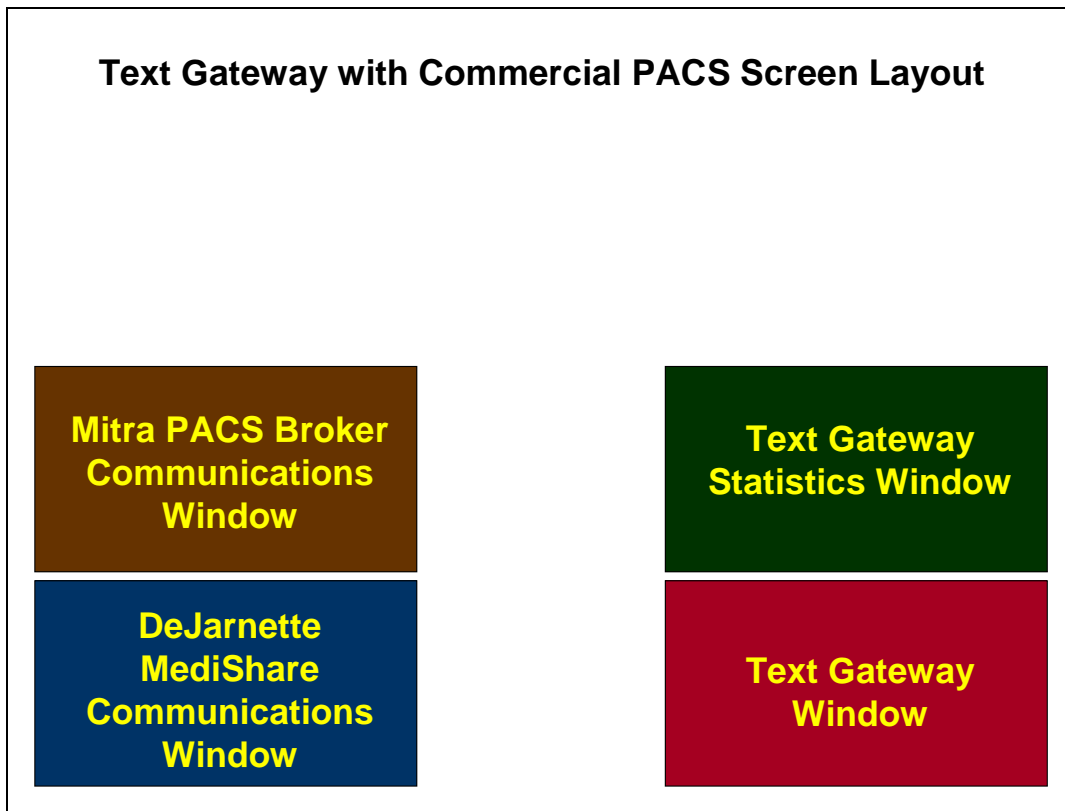 Text Gateway with Commercial PACS Screen Layout
Mitra PACS Broker
Communications
Window
Text Gateway
Statistics Window
DeJarnette
MediShare
Communications
Window
Text Gateway
Window